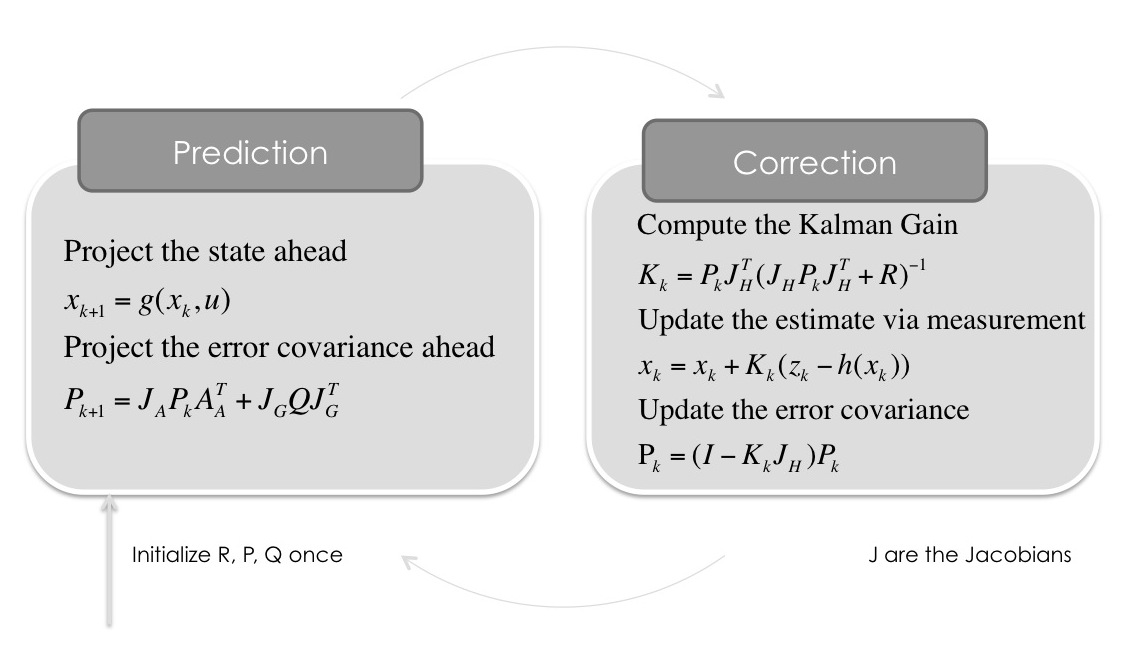 Prediction
Project the state ahead
x_{k+1} = g(x_k, u)
Project the error covariance ahead
P_{k+1} = J_A P_k A_A^T + J_G Q J_G^T
Correction
Compute the Kalman Gain
K_k = P_k J_H^T (J_H P_k J_H^T + R)^{-1}
Update the estimate via measurement
x_k = x_k + K_k (z_k − h(x_k))
Update the error covariance
P_k = (I − K_k J_H) P_k
Initialize R, P, Q once
J are the Jacobians